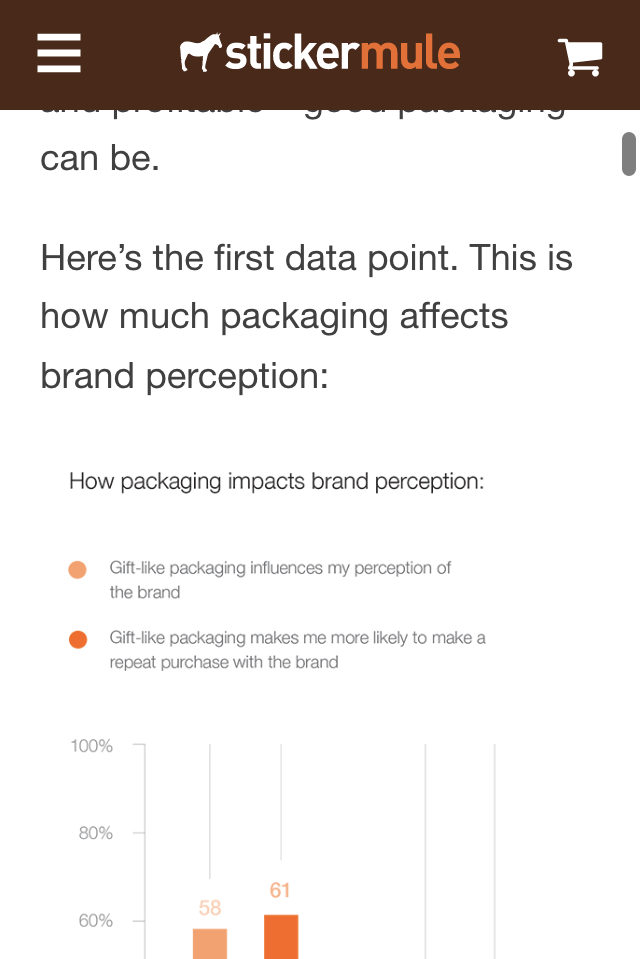 stickermule
can be.
Here's the first data point. This is
how much packaging affects
brand perception:
How packaging impacts brand perception:
Gift-like packaging influences my perception of
the brand
Gift-like packaging makes me more likely to make a
repeat purchase with the brand
100%
80%
61
58
60%